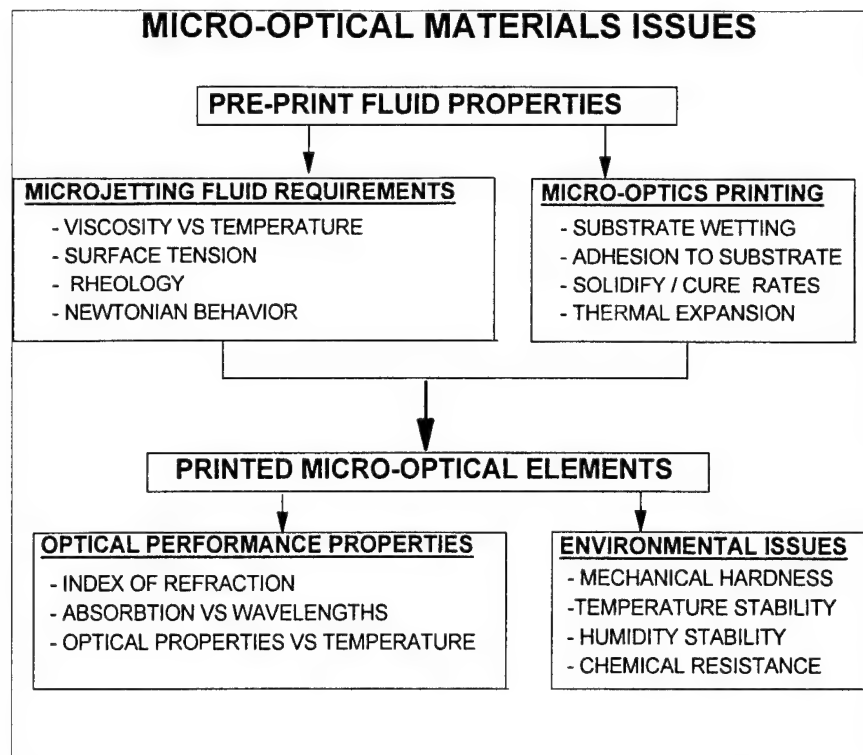 MICRO-OPTICAL MATERIALS ISSUES
PRE-PRINT FLUID PROPERTIES
MICROJETTING FLUID REQUIREMENTS
- VISCOSITY VS TEMPERATURE
- SURFACE TENSION
- RHEOLOGY
- NEWTONIAN BEHAVIOR
MICRO-OPTICS PRINTING
- SUBSTRATE WETTING
- ADHESION TO SUBSTRATE
- SOLIDIFY / CURE RATES
- THERMAL EXPANSION
PRINTED MICRO-OPTICAL ELEMENTS
OPTICAL PERFORMANCE PROPERTIES
- INDEX OF REFRACTION
- ABSORBTION VS WAVELENGTHS
- OPTICAL PROPERTIES VS TEMPERATURE
ENVIRONMENTAL ISSUES
- MECHANICAL HARDNESS
-TEMPERATURE STABILITY
- HUMIDITY STABILITY
- CHEMICAL RESISTANCE